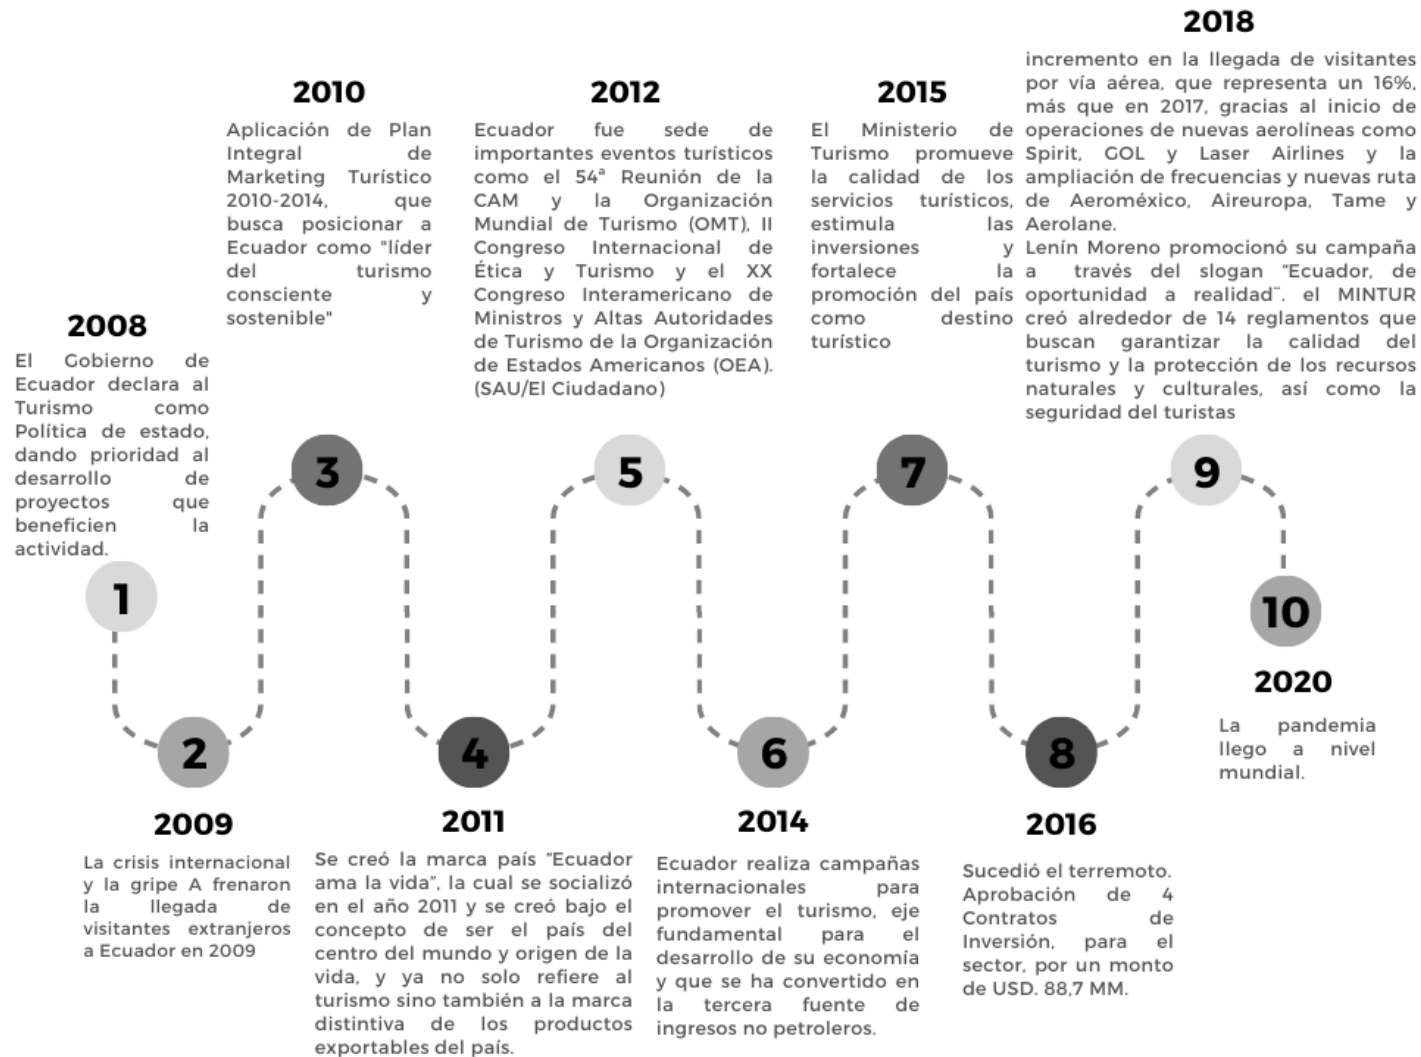 2008
El Gobierno de
Ecuador declara al
Turismo como
Política de estado,
dando prioridad al
desarrollo de
proyectos que
beneficien la
actividad.
1
2
2009
La crisis internacional
y la gripe A frenaron
la llegada de
visitantes extranjeros
a Ecuador en 2009
2010
Aplicación de Plan
Integral de
Marketing Turístico
2010-2014, que
busca posicionar a
Ecuador como "líder
del turismo
consciente y
sostenible"
3
4
2011
Se creó la marca país “Ecuador
ama la vida”, la cual se socializó
en el año 2011 y se creó bajo el
concepto de ser el país del
centro del mundo y origen de la
vida, y ya no solo refiere al
turismo sino también a la marca
distintiva de los productos
exportables del país.
2012
Ecuador fue sede de
importantes eventos turísticos
como el 54ª Reunión de la
CAM y la Organización
Mundial de Turismo (OMT), II
Congreso Internacional de
Ética y Turismo y el XX
Congreso Interamericano de
Ministros y Altas Autoridades
de Turismo de la Organización
de Estados Americanos (OEA).
(SAU/El Ciudadano)
5
6
2014
Ecuador realiza campañas
internacionales para
promover el turismo, eje
fundamental para el
desarrollo de su economía
y que se ha convertido en
la tercera fuente de
ingresos no petroleros.
2015
El Ministerio de
Turismo promueve
la calidad de los
servicios turísticos,
estimula las
inversiones y
fortalece la
promoción del país
como destino
turístico
7
8
2016
Sucedió el terremoto.
Aprobación de 4
Contratos de
Inversión, para el
sector, por un monto
de USD. 88,7 MM.
2018
incremento en la llegada de visitantes
por vía aérea, que representa un 16%,
más que en 2017, gracias al inicio de
operaciones de nuevas aerolíneas como
Spirit, GOL y Laser Airlines y la
ampliación de frecuencias y nuevas ruta
de Aeroméxico, Aireuropa, Tame y
Aerolane.
Lenín Moreno promocionó su campaña
a través del slogan “Ecuador, de
oportunidad a realidad¨. el MINTUR
creó alrededor de 14 reglamentos que
buscan garantizar la calidad del
turismo y la protección de los recursos
naturales y culturales, así como la
seguridad del turistas
9
10
2020
La pandemia
llego a nivel
mundial.